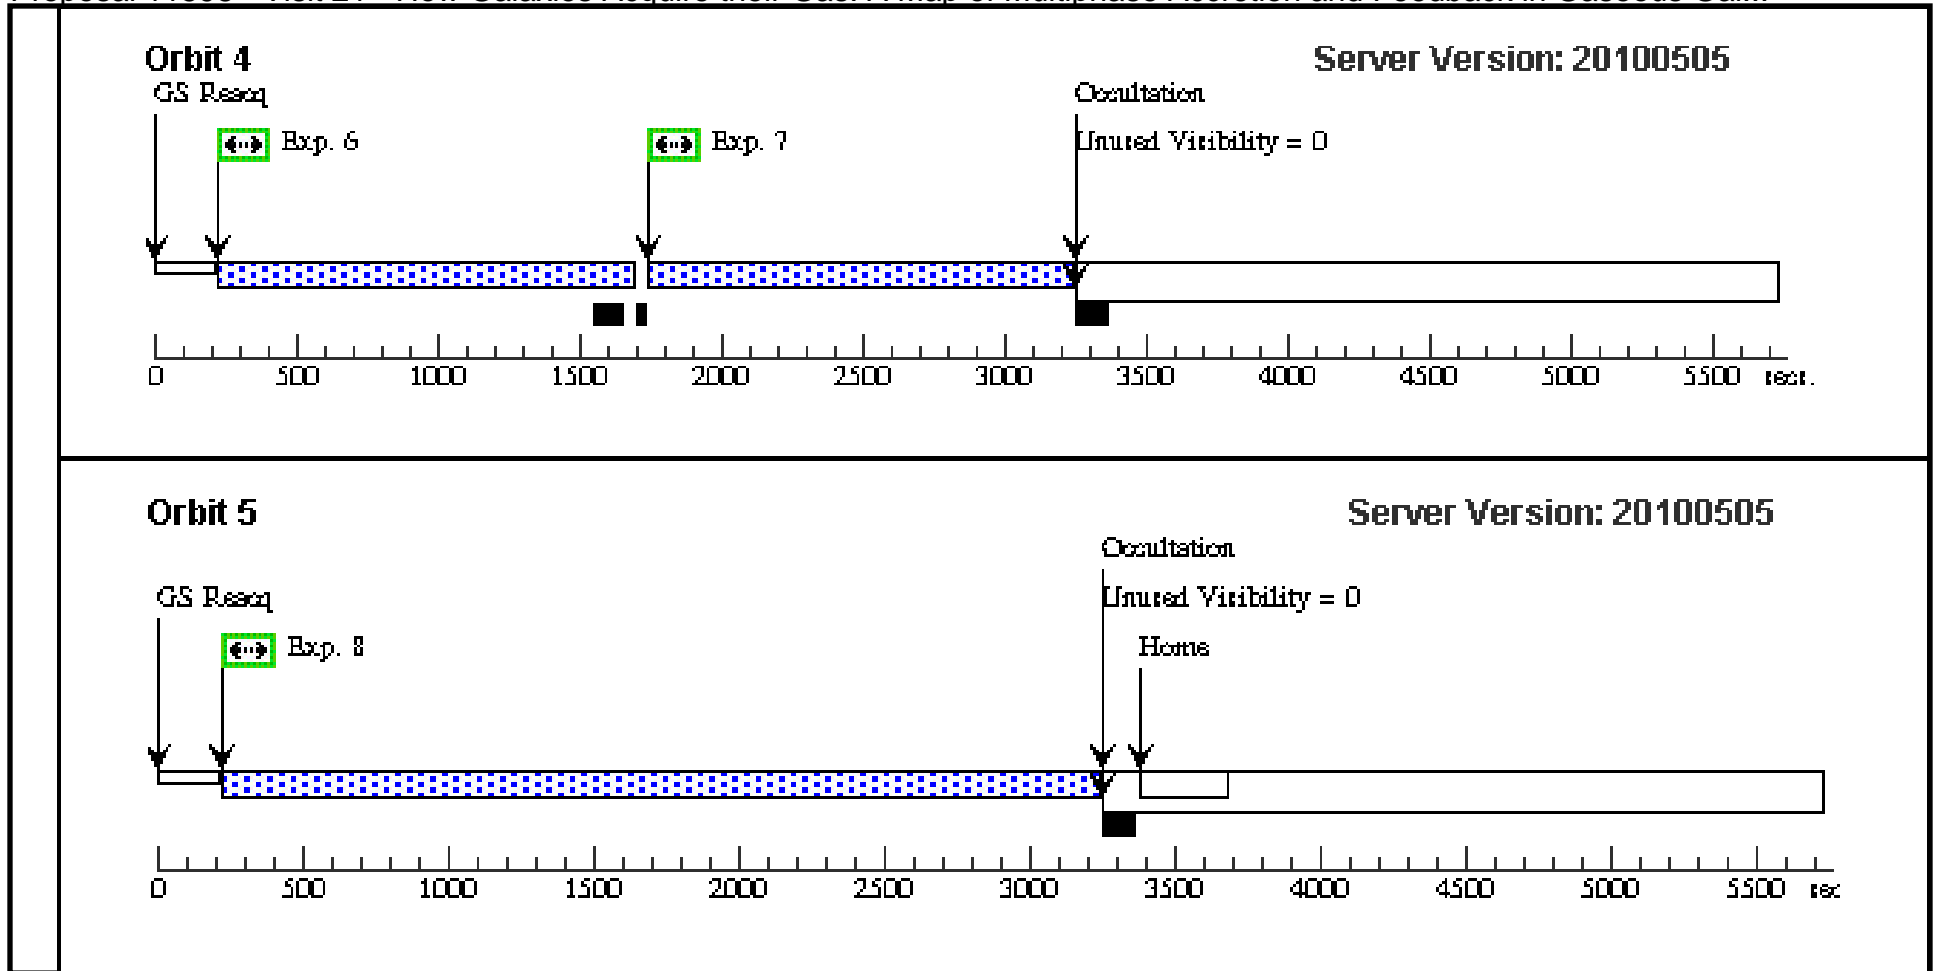 Orbit 4
Server Version: 20100505
GS Reacq
Occultation
Exp. 6
Exp. 7
Unused Visibility = 0
0 500 1000 1500 2000 2500 3000 3500 4000 4500 5000 5500 secs.
Orbit 5
Server Version: 20100505
Occultation
GS Reacq
Unused Visibility = 0
Exp. 8
Home
0 500 1000 1500 2000 2500 3000 3500 4000 4500 5000 5500 sec